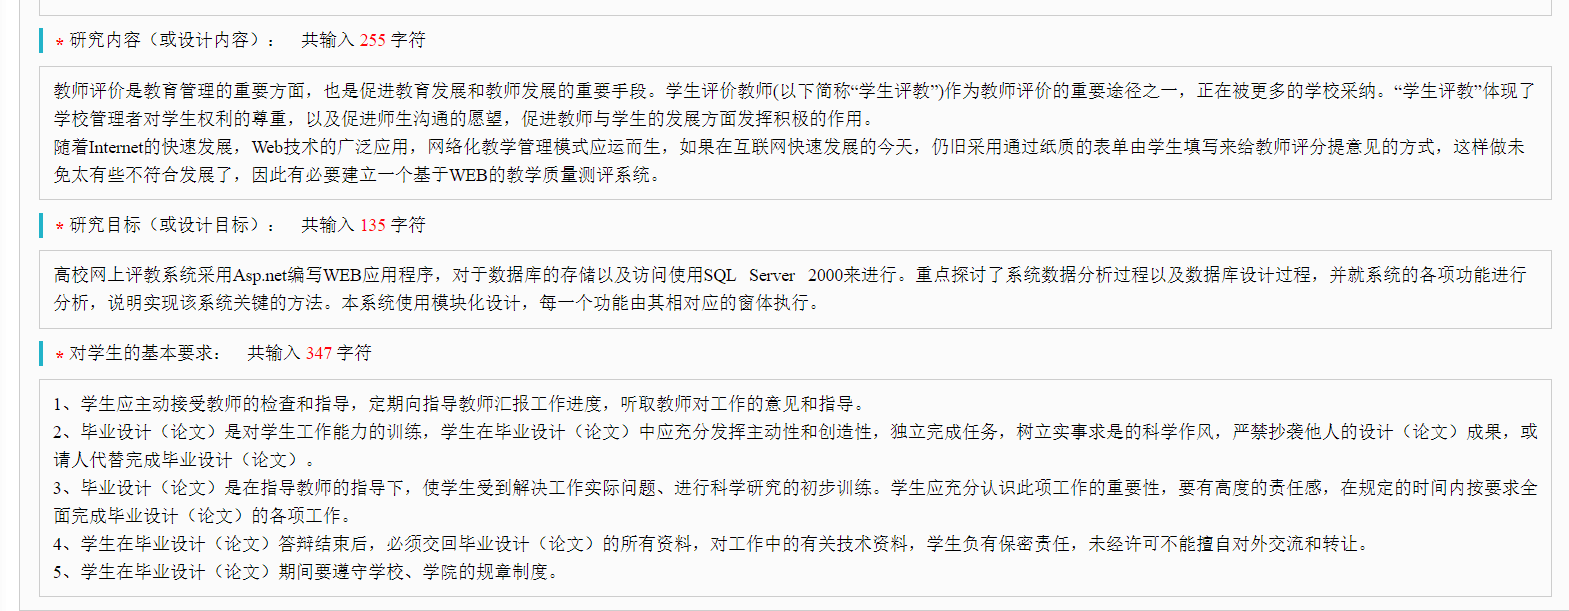 * 研究内容（或设计内容）： 共输入 255 字符
教师评价是教育管理的重要方面，也是促进教育发展和教师发展的重要手段。学生评价教师(以下简称“学生评教”)作为教师评价的重要途径之一，正在被更多的学校采纳。“学生评教”体现了
学校管理者对学生权利的尊重，以及促进师生沟通的愿望，促进教师与学生的发展方面发挥积极的作用。
随着Internet的快速发展，Web技术的广泛应用，网络化教学管理模式应运而生，如果在互联网快速发展的今天，仍旧采用通过纸质的表单由学生填写来给教师评分提意见的方式，这样做未
免太有些不符合发展了，因此有必要建立一个基于WEB的教学质量测评系统。
* 研究目标（或设计目标）： 共输入 135 字符
高校网上评教系统采用Asp.net编写WEB应用程序，对于数据库的存储以及访问使用SQL Server 2000来进行。重点探讨了系统数据分析过程以及数据库设计过程，并就系统的各项功能进行
分析，说明实现该系统关键的方法。本系统使用模块化设计，每一个功能由其相对应的窗体执行。
* 对学生的基本要求： 共输入 347 字符
1、学生应主动接受教师的检查和指导，定期向指导教师汇报工作进度，听取教师对工作的意见和指导。
2、毕业设计（论文）是对学生工作能力的训练，学生在毕业设计（论文）中应充分发挥主动性和创造性，独立完成任务，树立实事求是的科学作风，严禁抄袭他人的设计（论文）成果，或
请人代替完成毕业设计（论文）。
3、毕业设计（论文）是在指导教师的指导下，使学生受到解决工作实际问题、进行科学研究的初步训练。学生应充分认识此项工作的重要性，要有高度的责任感，在规定的时间内按要求全
面完成毕业设计（论文）的各项工作。
4、学生在毕业设计（论文）答辩结束后，必须交回毕业设计（论文）的所有资料，对工作中的有关技术资料，学生负有保密责任，未经许可不能擅自对外交流和转让。
5、学生在毕业设计（论文）期间要遵守学校、学院的规章制度。